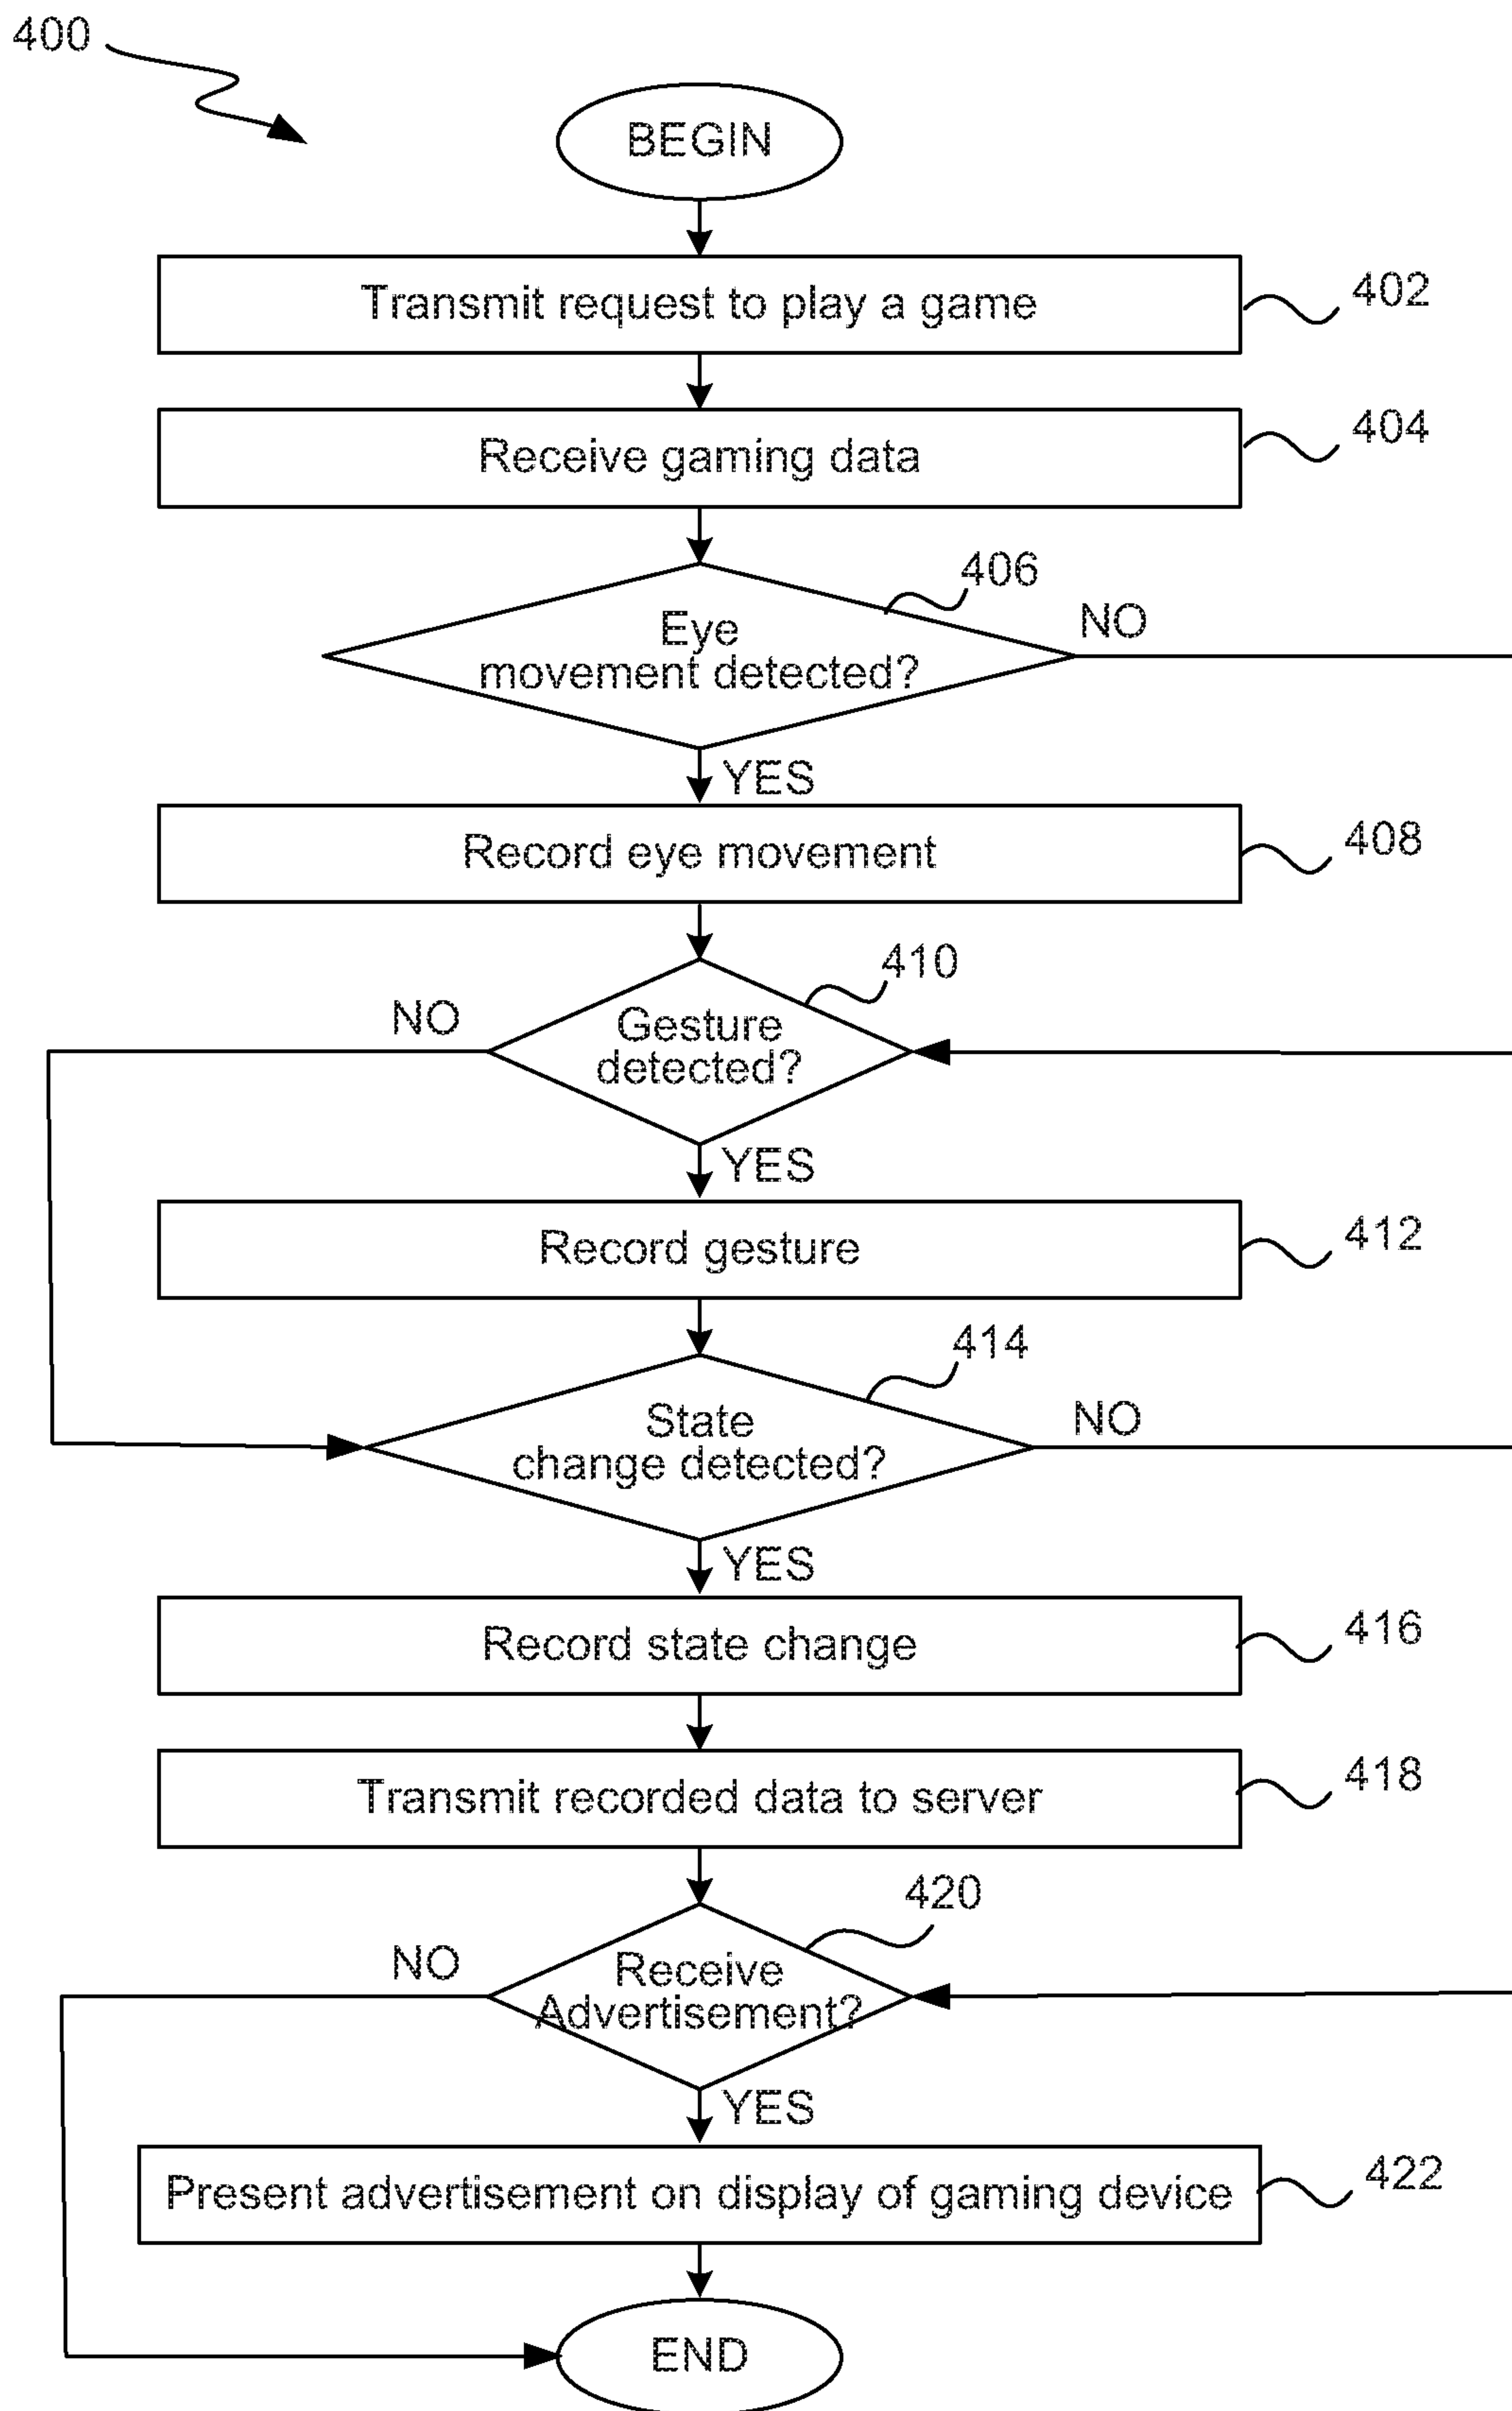 400
BEGIN
Transmit request to play a game
402
Receive gaming data
404
406
Eye
movement detected?
NO
YES
Record eye movement
408
410
NO
Gesture
detected?
YES
Record gesture
412
414
State
change detected?
NO
YES
Record state change
416
Transmit recorded data to server
418
420
NO
Receive
Advertisement?
YES
Present advertisement on display of gaming device
422
END